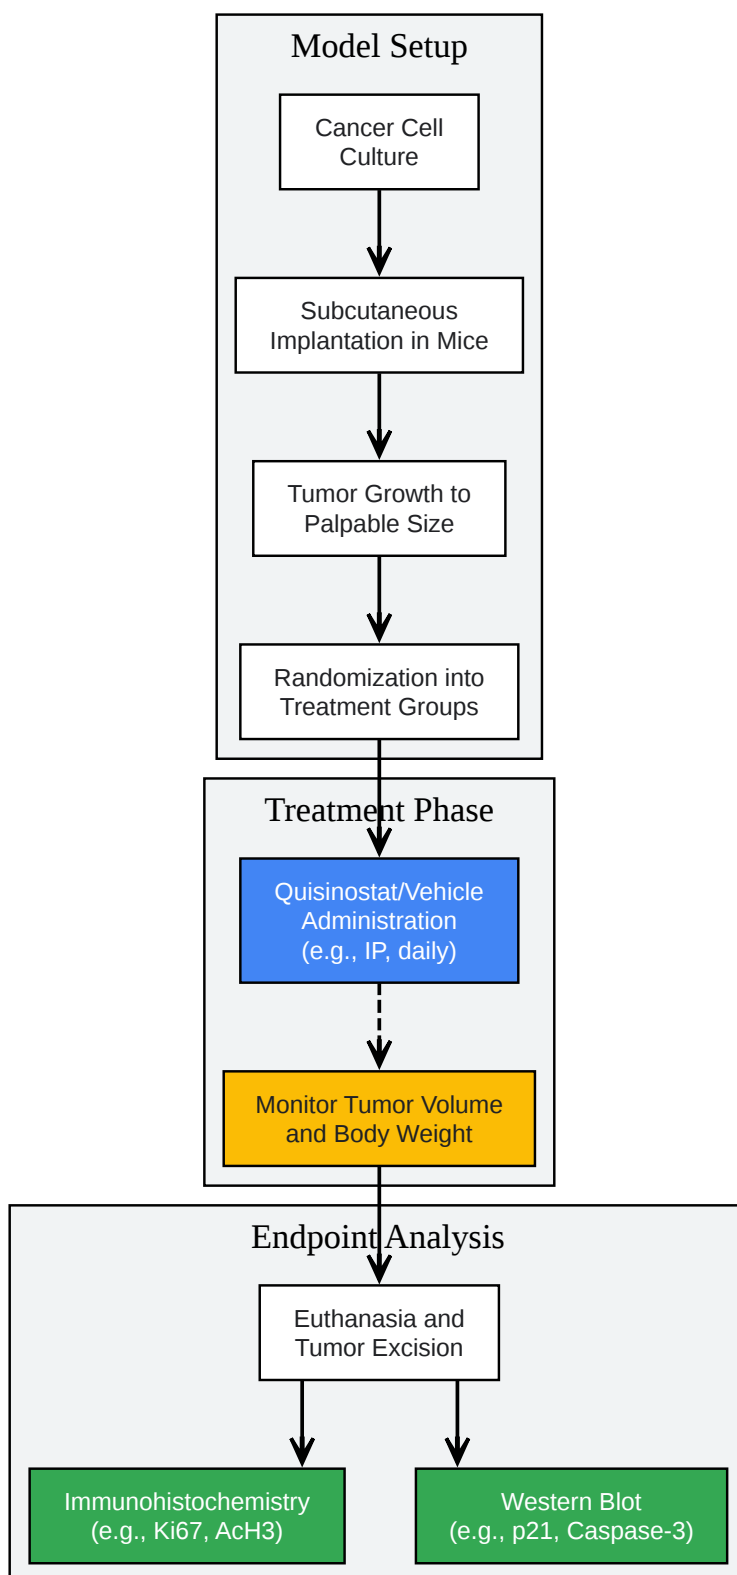 Model Setup
Cancer Cell
Culture
Subcutaneous
Implantation in Mice
Tumor Growth to
Palpable Size
Randomization into
Treatment Groups
Treatment Phase
Quisinostat/Vehicle
Administration
(e.g., IP, daily)
Monitor Tumor Volume
and Body Weight
Endpoint Analysis
Euthanasia and
Tumor Excision
Immunohistochemistry
(e.g., Ki67, AcH3)
Western Blot
(e.g., p21, Caspase-3)